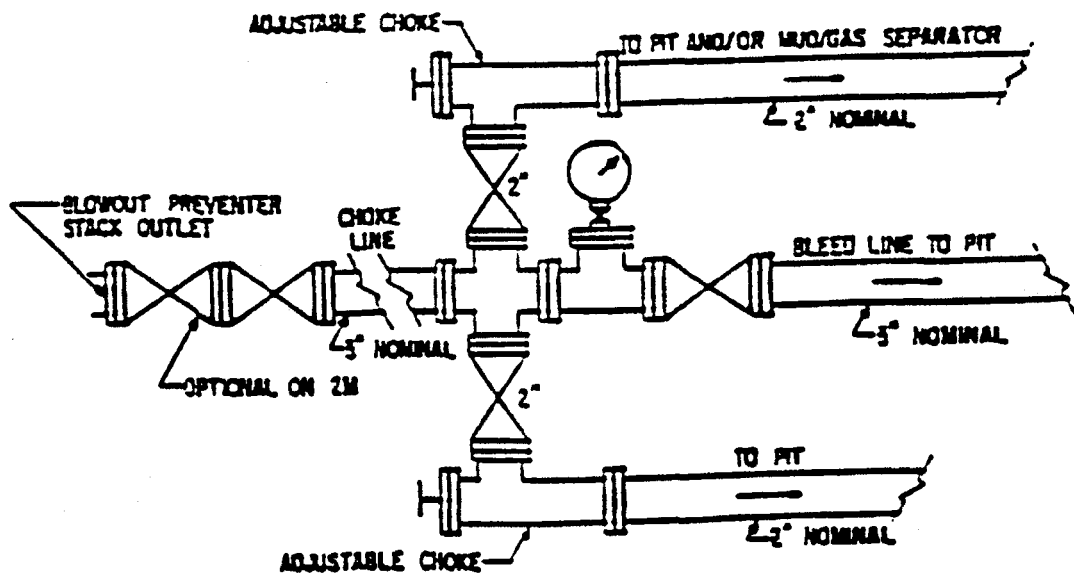 ADJUSTABLE CHOKE
TO PIT AND/OR MUD/GAS SEPARATOR
2" NOMINAL
2"
BLOWOUT PREVENTER
STACK OUTLET
CHOKE
LINE
BLEED LINE TO PIT
3" NOMINAL
3" NOMINAL
OPTIONAL ON 2M
2"
TO PIT
2" NOMINAL
ADJUSTABLE CHOKE